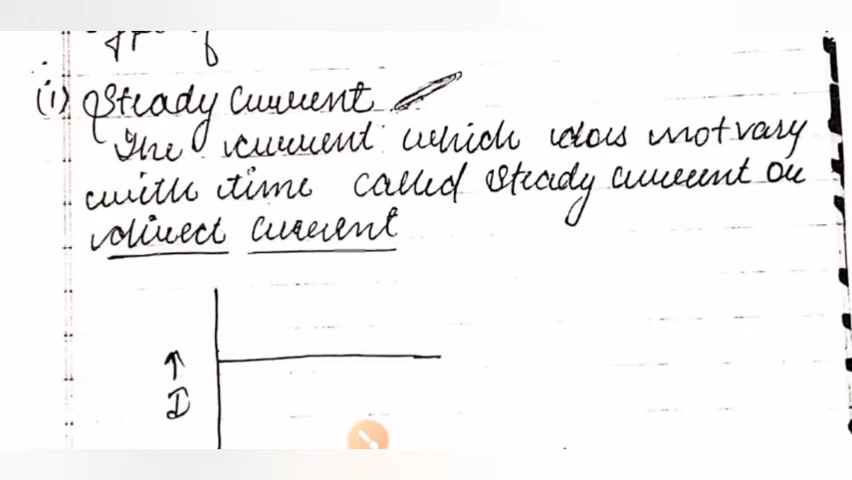 (i) Steady Current
The current which does not vary
with time called steady current or
direct current
I